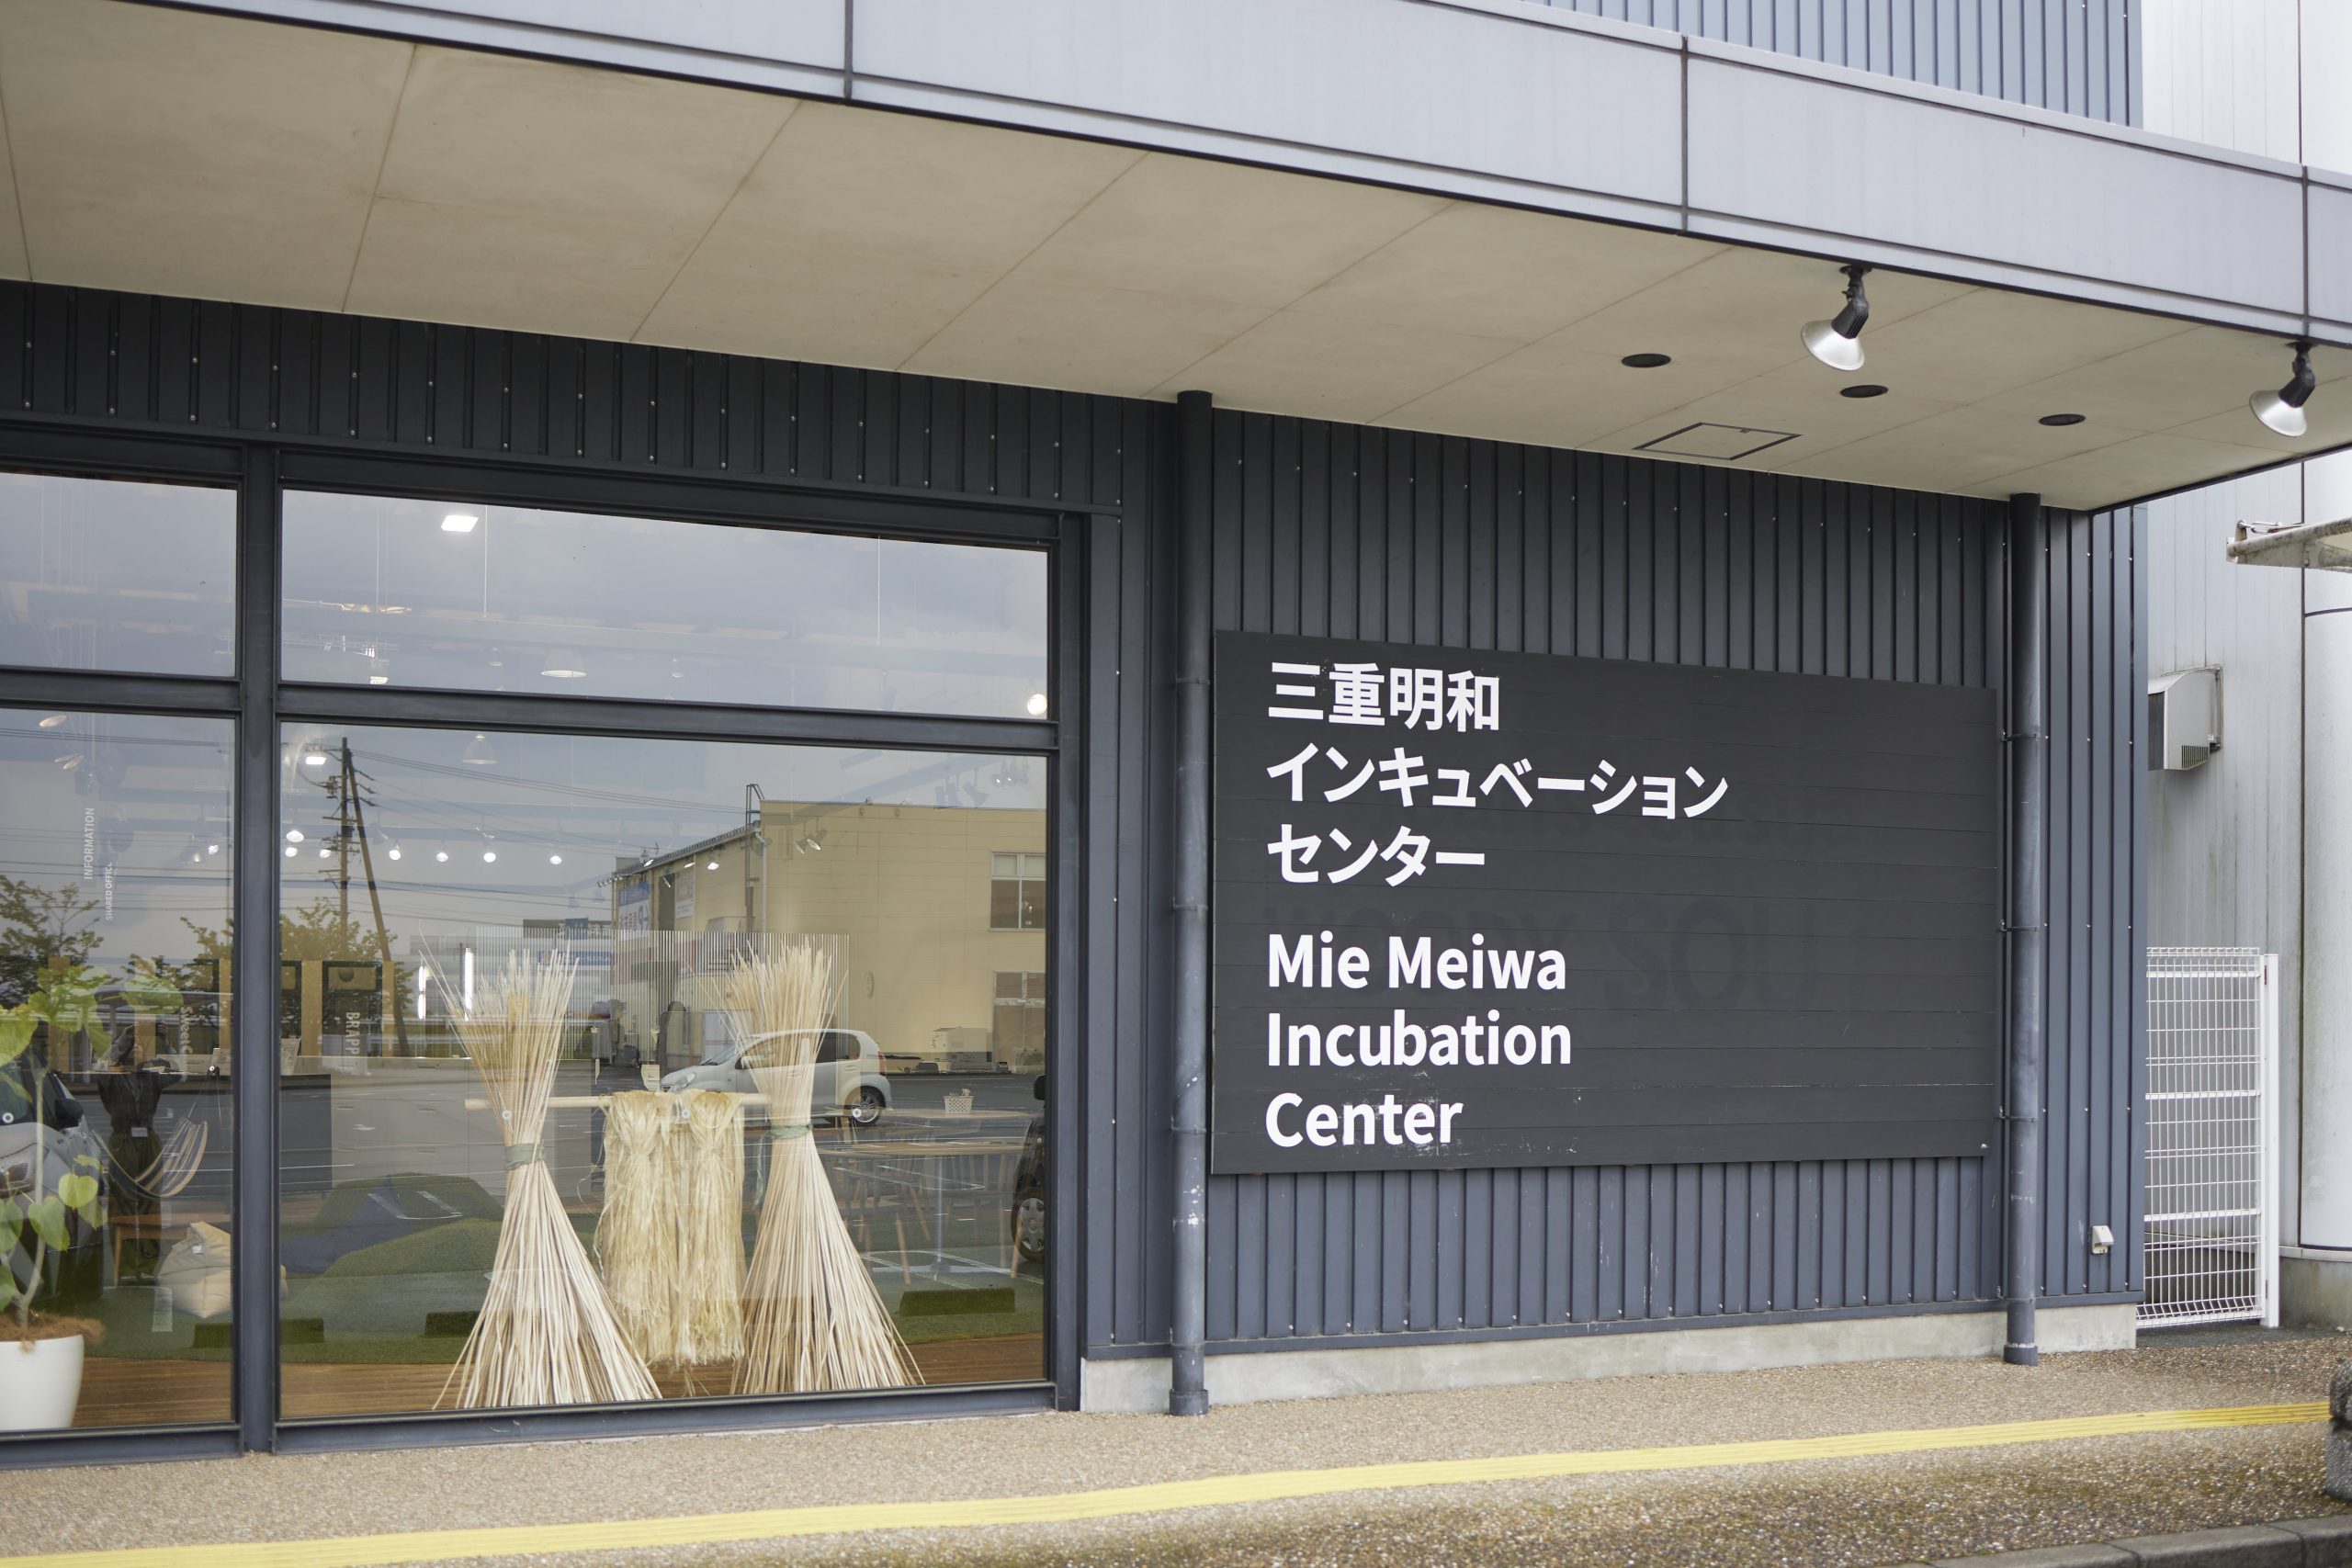 三重明和
インキュベーション
センター
Mie Meiwa
Incubation
Center
INFORMATION